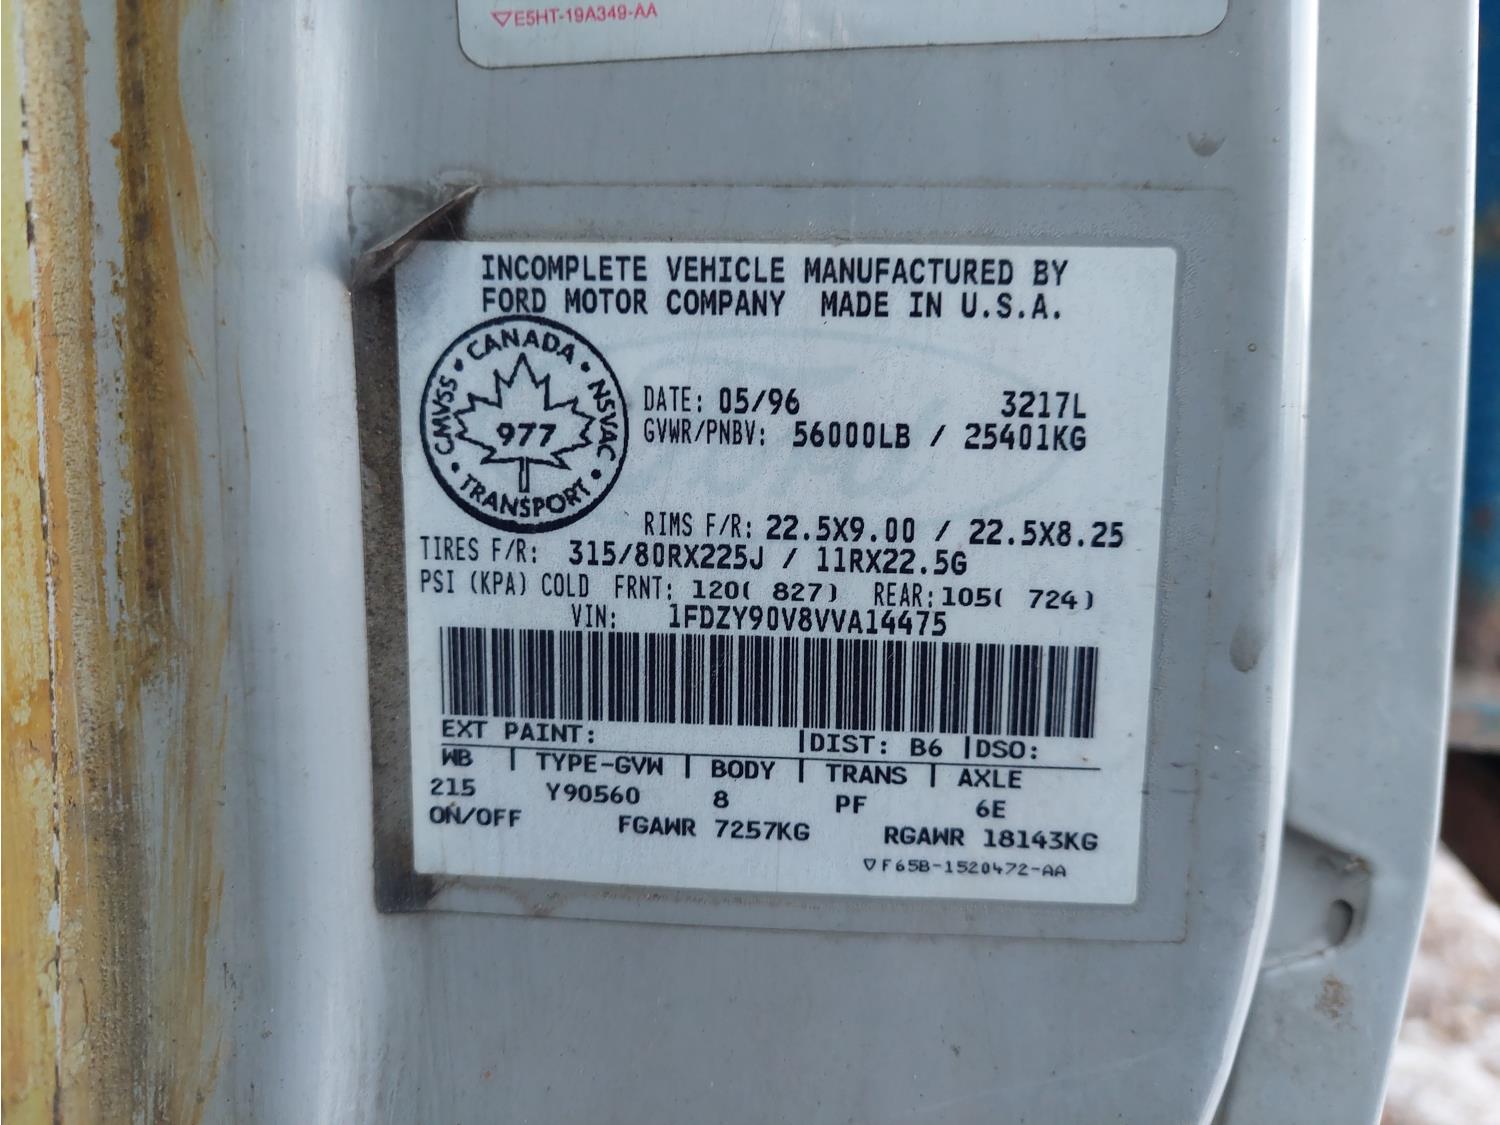 ▽E5HT-19A349-AA
INCOMPLETE VEHICLE MANUFACTURED BY
FORD MOTOR COMPANY MADE IN U.S.A.
CANADA · NSVAC · TRANSPORT · CMVSS ·
977
DATE: 05/96 3217L
GVWR/PNBV: 56000LB / 25401KG
Ford
RIMS F/R: 22.5X9.00 / 22.5X8.25
TIRES F/R: 315/80RX225J / 11RX22.5G
PSI (KPA) COLD FRNT: 120( 827) REAR: 105( 724)
VIN: 1FDZY90V8VVA14475
EXT PAINT: |DIST: B6 |DSO:
WB | TYPE-GVW | BODY | TRANS | AXLE
215 Y90560 8 PF 6E
ON/OFF FGAWR 7257KG RGAWR 18143KG
▽F65B-1520472-AA